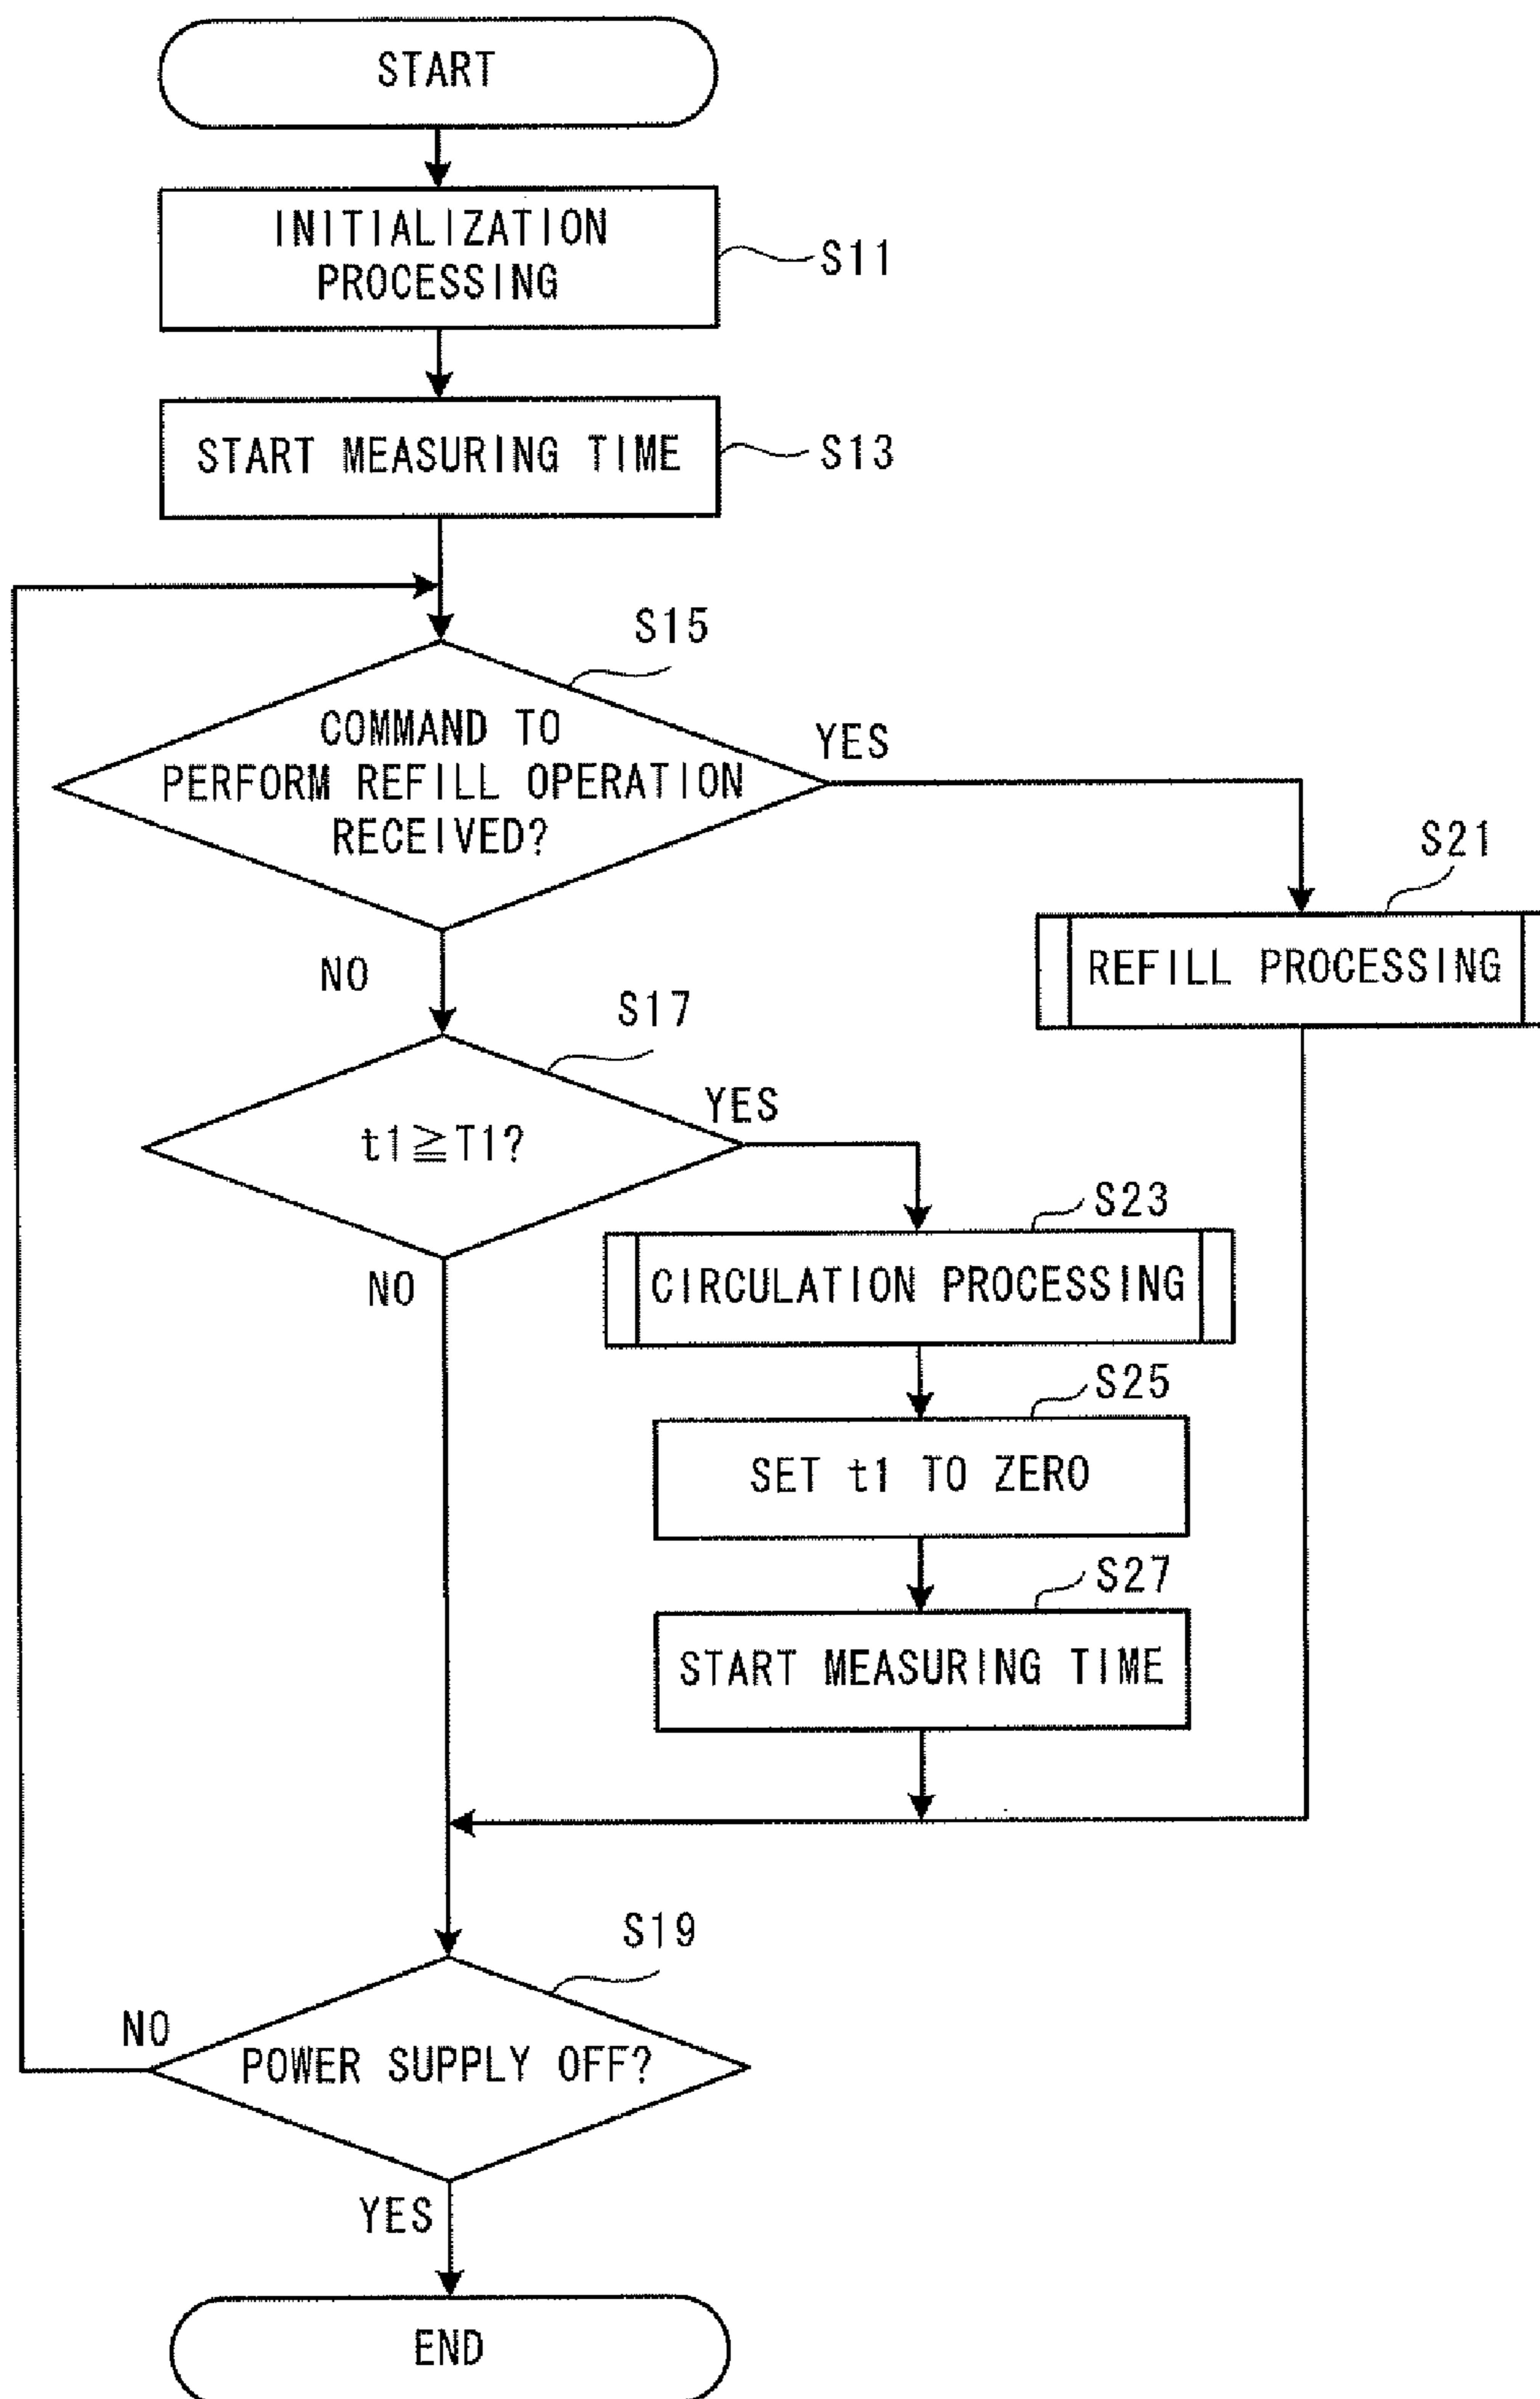 START
INITIALIZATION
PROCESSING
S11
START MEASURING TIME
S13
S15
COMMAND TO
PERFORM REFILL OPERATION
RECEIVED?
YES
NO
S21
REFILL PROCESSING
S17
t1≧T1?
YES
NO
S23
CIRCULATION PROCESSING
S25
SET t1 TO ZERO
S27
START MEASURING TIME
S19
POWER SUPPLY OFF?
NO
YES
END